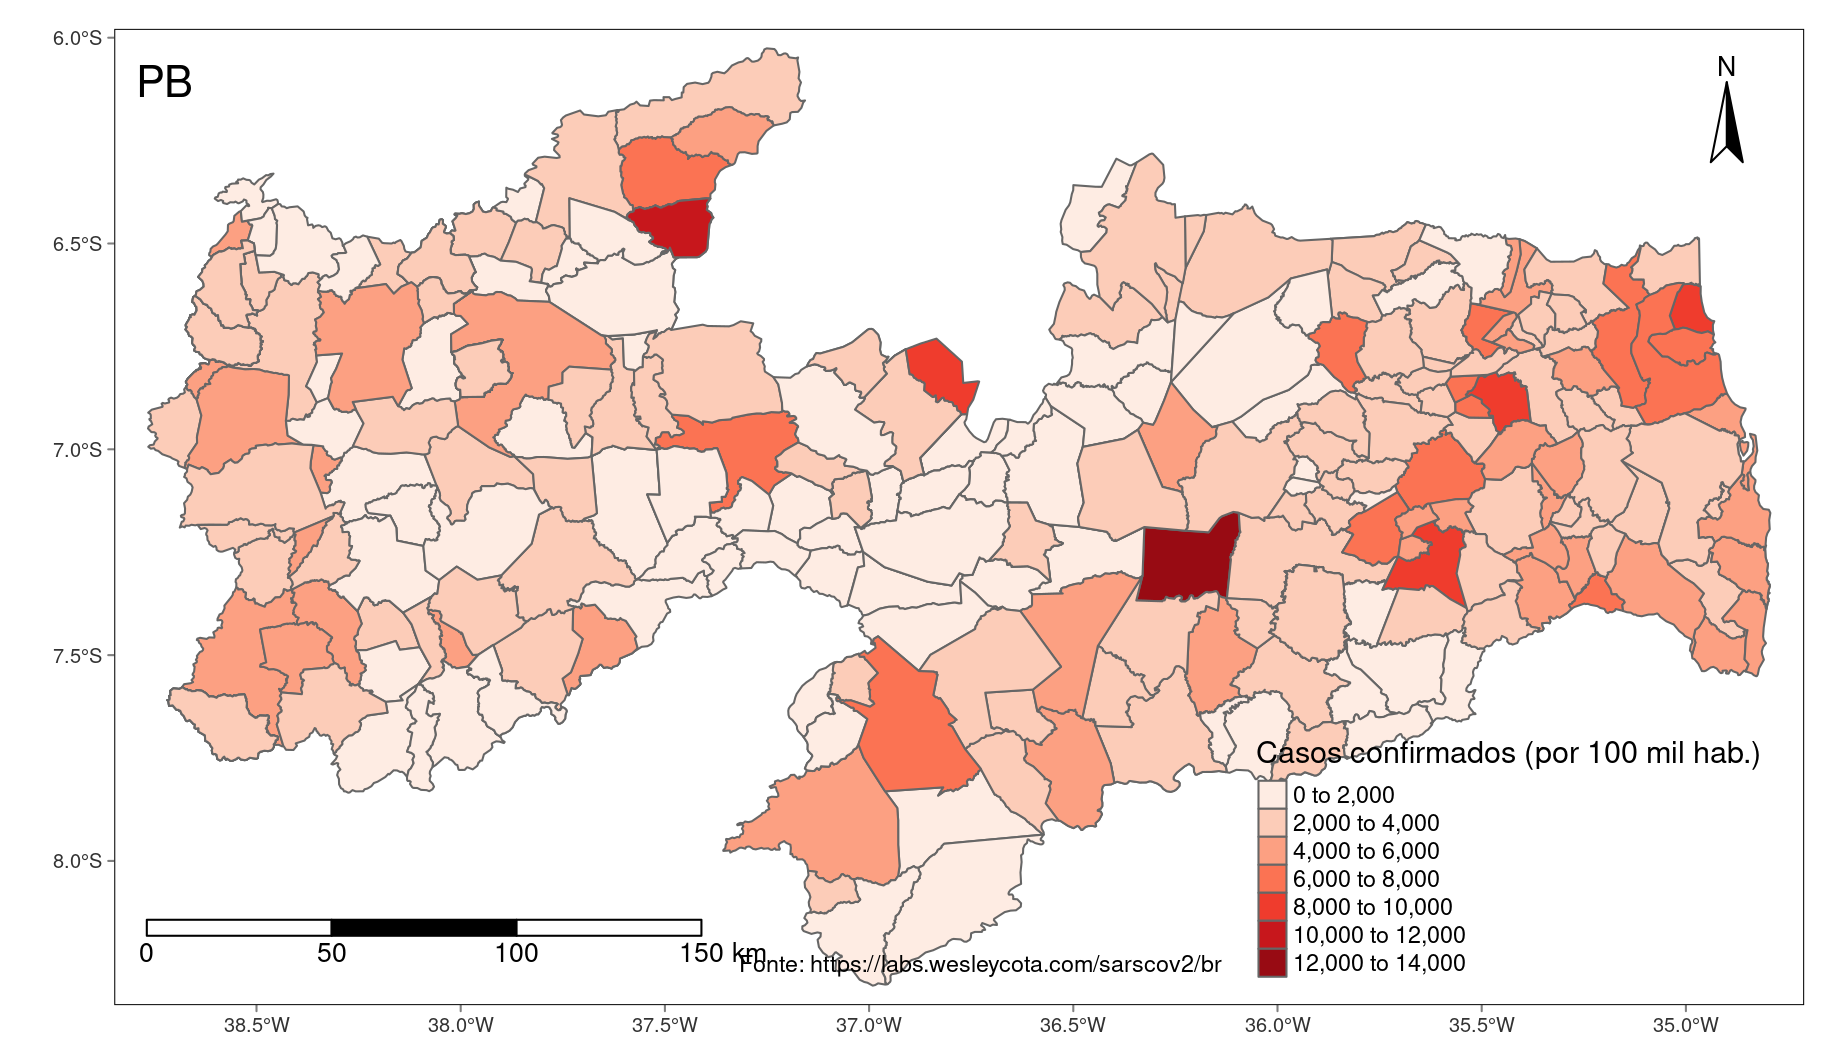 6.0°S
PB
N
6.5°S
7.0°S
7.5°S
8.0°S
Casos confirmados (por 100 mil hab.)
0 to 2,000
2,000 to 4,000
4,000 to 6,000
6,000 to 8,000
8,000 to 10,000
10,000 to 12,000
12,000 to 14,000
0 50 100 150 km
Fonte: https://labs.wesleycota.com/sarscov2/br
38.5°W 38.0°W 37.5°W 37.0°W 36.5°W 36.0°W 35.5°W 35.0°W